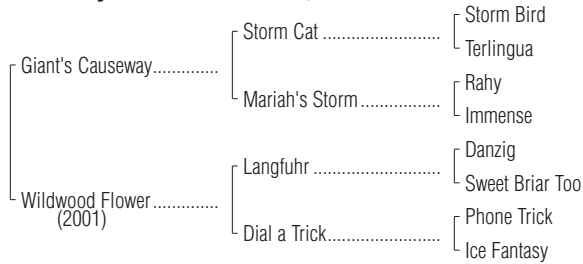 Storm Bird
Storm Cat ......................
Terlingua
Giant's Causeway..............
Rahy
Mariah's Storm.................
Immense
Danzig
Langfuhr ........................
Sweet Briar Too
Wildwood Flower..............
(2001)
Phone Trick
Dial a Trick.......................
Ice Fantasy